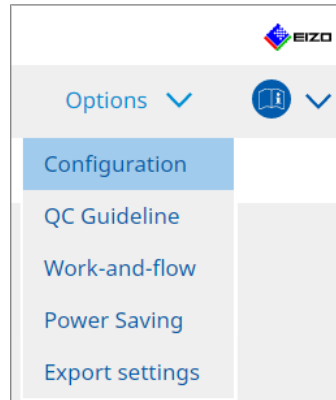 EIZO
Options
Configuration
QC Guideline
Work-and-flow
Power Saving
Export settings